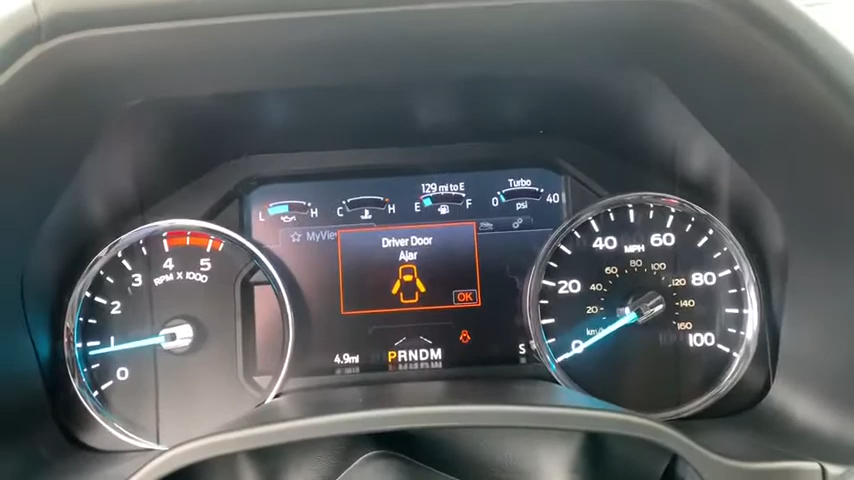 129 mi to E
Turbo
L H
C H
E F
0 40
psi
MyView
Driver Door
Ajar
OK
4.9mi
PRNDM
0
1
2
3
4
5
RPM X 1000
0
20
40
60
80
100
MPH
km/h
20
40
60
80
100
120
140
160